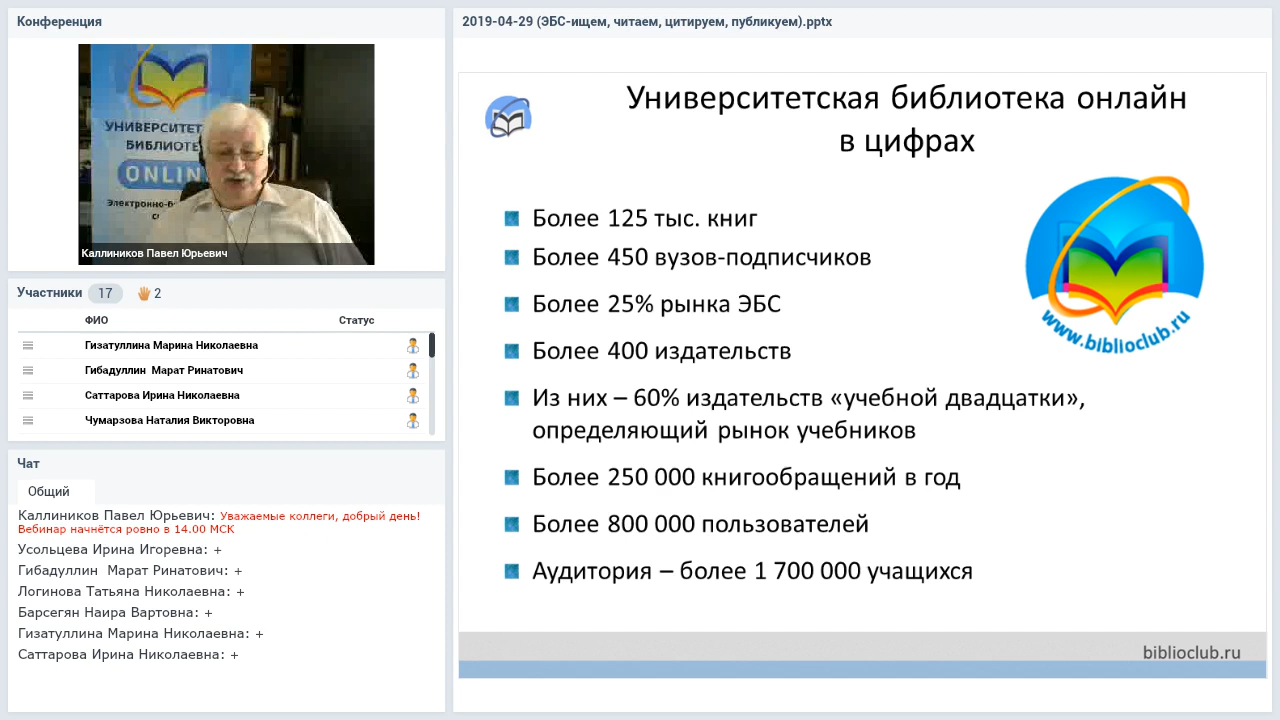 Конференция
УНИВЕРСИТЕТ
БИБЛИОТЕ
ONLIN
Каллиников Павел Юрьевич
Участники 17 2
ФИО Статус
Гизатуллина Марина Николаевна
Гибадуллин Марат Ринатович
Саттарова Ирина Николаевна
Чумарзова Наталия Викторовна
Чат
Общий
Каллиников Павел Юрьевич: Уважаемые коллеги, добрый день!
Вебинар начнётся ровно в 14.00 МСК
Усольцева Ирина Игоревна: +
Гибадуллин Марат Ринатович: +
Логинова Татьяна Николаевна: +
Барсегян Наира Вартовна: +
Гизатуллина Марина Николаевна: +
Саттарова Ирина Николаевна: +
2019-04-29 (ЭБС-ищем, читаем, цитируем, публикуем).pptx
Университетская библиотека онлайн
в цифрах
Более 125 тыс. книг
Более 450 вузов-подписчиков
Более 25% рынка ЭБС
Более 400 издательств
Из них – 60% издательств «учебной двадцатки»,
определяющий рынок учебников
Более 250 000 книгообращений в год
Более 800 000 пользователей
Аудитория – более 1 700 000 учащихся
www.biblioclub.ru
biblioclub.ru